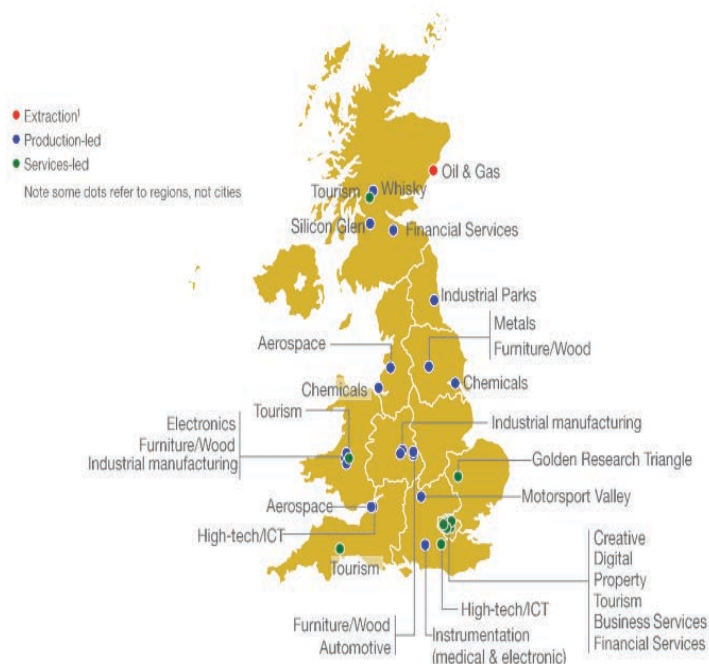 Extraction¹
Production-led
Services-led
Note some dots refer to regions, not cities
Oil & Gas
Tourism
Whisky
Silicon Glen
Financial Services
Industrial Parks
Metals
Furniture/Wood
Aerospace
Chemicals
Chemicals
Tourism
Electronics
Furniture/Wood
Industrial manufacturing
Industrial manufacturing
Golden Research Triangle
Motorsport Valley
Aerospace
High-tech/ICT
Tourism
Creative
Digital
Property
Tourism
Business Services
Financial Services
High-tech/ICT
Furniture/Wood
Automotive
Instrumentation
(medical & electronic)